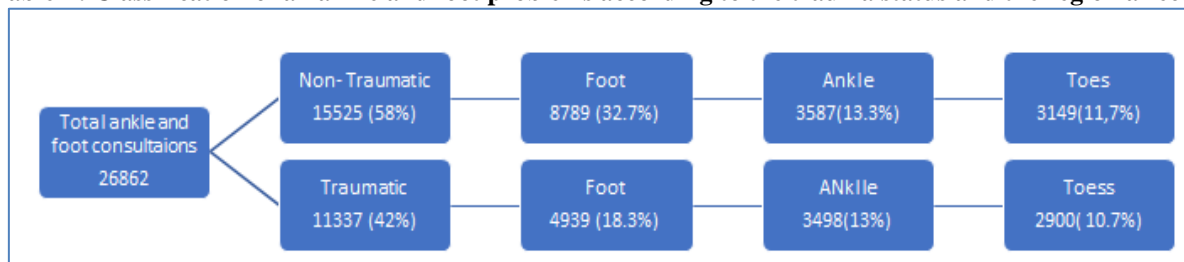 Non- Traumatic
15525 (58%)
Foot
8789 (32.7%)
Ankle
3587(13.3%)
Toes
3149(11,7%)
Total ankle and
foot consultaions
26862
Traumatic
11337 (42%)
Foot
4939 (18.3%)
ANklle
3498(13%)
Toess
2900( 10.7%)